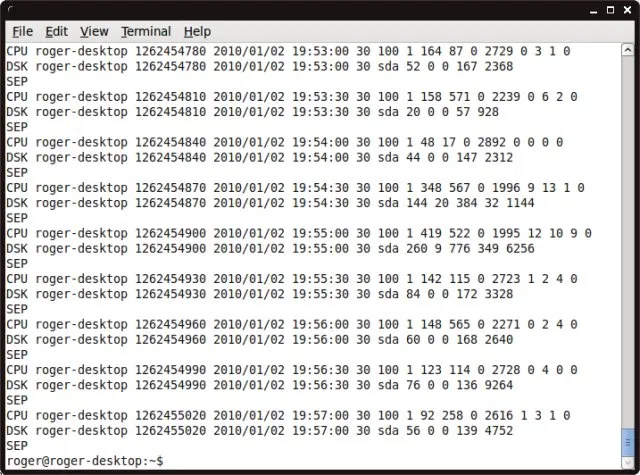 File Edit View Terminal Help
CPU roger-desktop 1262454780 2010/01/02 19:53:00 30 100 1 164 87 0 2729 0 3 1 0
DSK roger-desktop 1262454780 2010/01/02 19:53:00 30 sda 52 0 0 167 2368
SEP
CPU roger-desktop 1262454810 2010/01/02 19:53:30 30 100 1 158 571 0 2239 0 6 2 0
DSK roger-desktop 1262454810 2010/01/02 19:53:30 30 sda 20 0 0 57 928
SEP
CPU roger-desktop 1262454840 2010/01/02 19:54:00 30 100 1 48 17 0 2892 0 0 0 0
DSK roger-desktop 1262454840 2010/01/02 19:54:00 30 sda 44 0 0 147 2312
SEP
CPU roger-desktop 1262454870 2010/01/02 19:54:30 30 100 1 348 567 0 1996 9 13 1 0
DSK roger-desktop 1262454870 2010/01/02 19:54:30 30 sda 144 20 384 32 1144
SEP
CPU roger-desktop 1262454900 2010/01/02 19:55:00 30 100 1 419 522 0 1995 12 10 9 0
DSK roger-desktop 1262454900 2010/01/02 19:55:00 30 sda 260 9 776 349 6256
SEP
CPU roger-desktop 1262454930 2010/01/02 19:55:30 30 100 1 142 115 0 2723 1 2 4 0
DSK roger-desktop 1262454930 2010/01/02 19:55:30 30 sda 84 0 0 172 3328
SEP
CPU roger-desktop 1262454960 2010/01/02 19:56:00 30 100 1 148 565 0 2271 0 2 4 0
DSK roger-desktop 1262454960 2010/01/02 19:56:00 30 sda 60 0 0 168 2640
SEP
CPU roger-desktop 1262454990 2010/01/02 19:56:30 30 100 1 123 114 0 2728 0 4 0 0
DSK roger-desktop 1262454990 2010/01/02 19:56:30 30 sda 76 0 0 136 9264
SEP
CPU roger-desktop 1262455020 2010/01/02 19:57:00 30 100 1 92 258 0 2616 1 3 1 0
DSK roger-desktop 1262455020 2010/01/02 19:57:00 30 sda 56 0 0 139 4752
SEP
roger@roger-desktop:~$